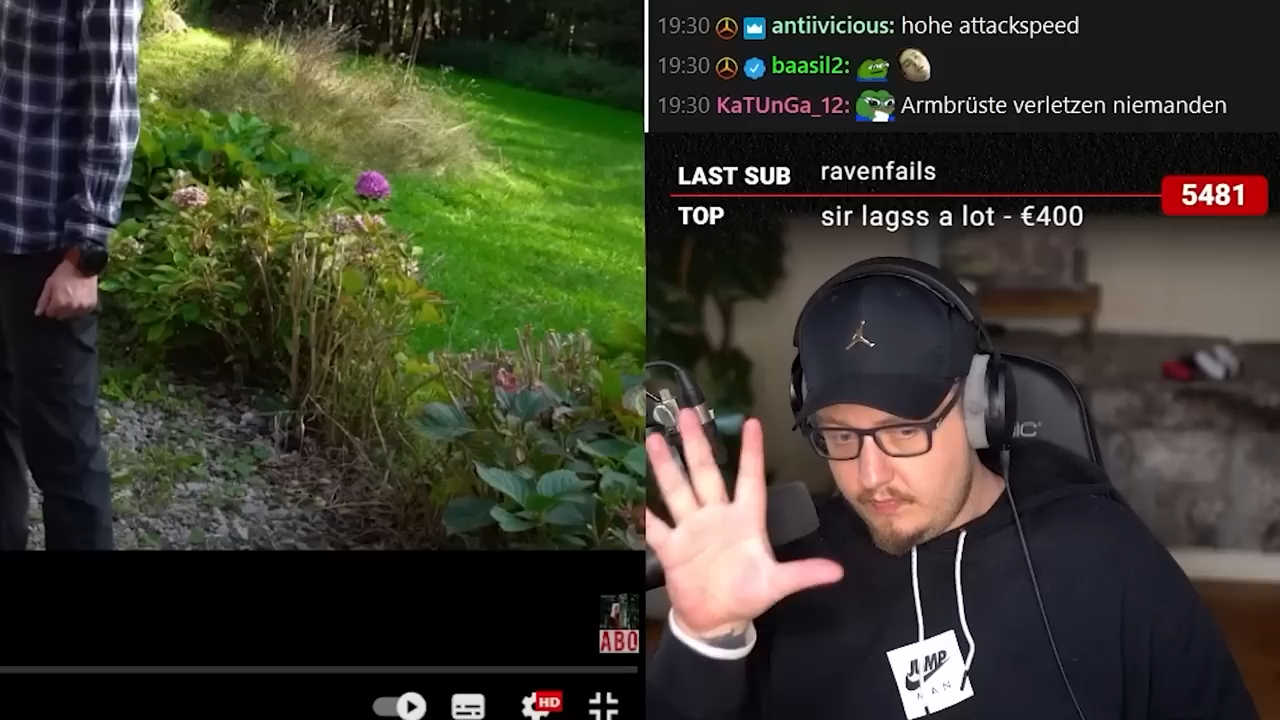 19:30 antiivicious: hohe attackspeed
19:30 baasil2:
19:30 KaTUnGa_12: Armbrüste verletzen niemanden
LAST SUB ravenfails
5481
TOP sir lagss a lot - €400
JUMP
MAN
ABO
HD